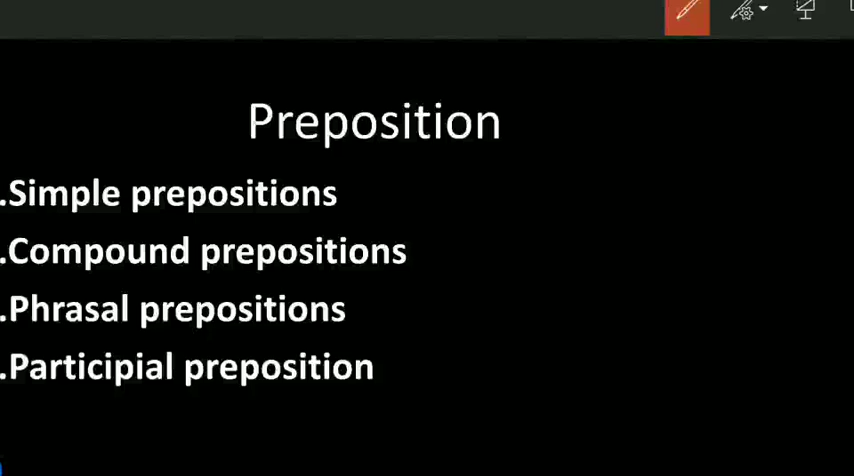 Preposition
.Simple prepositions
.Compound prepositions
.Phrasal prepositions
.Participial preposition